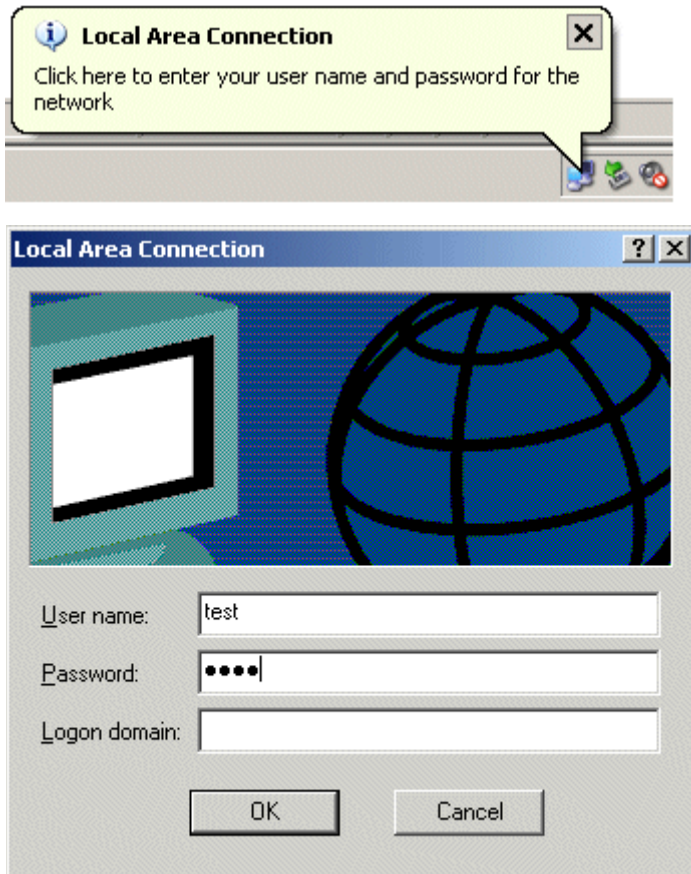 Local Area Connection
Click here to enter your user name and password for the
network
Local Area Connection
User name: test
Password: ●●●●
Logon domain:
OK Cancel